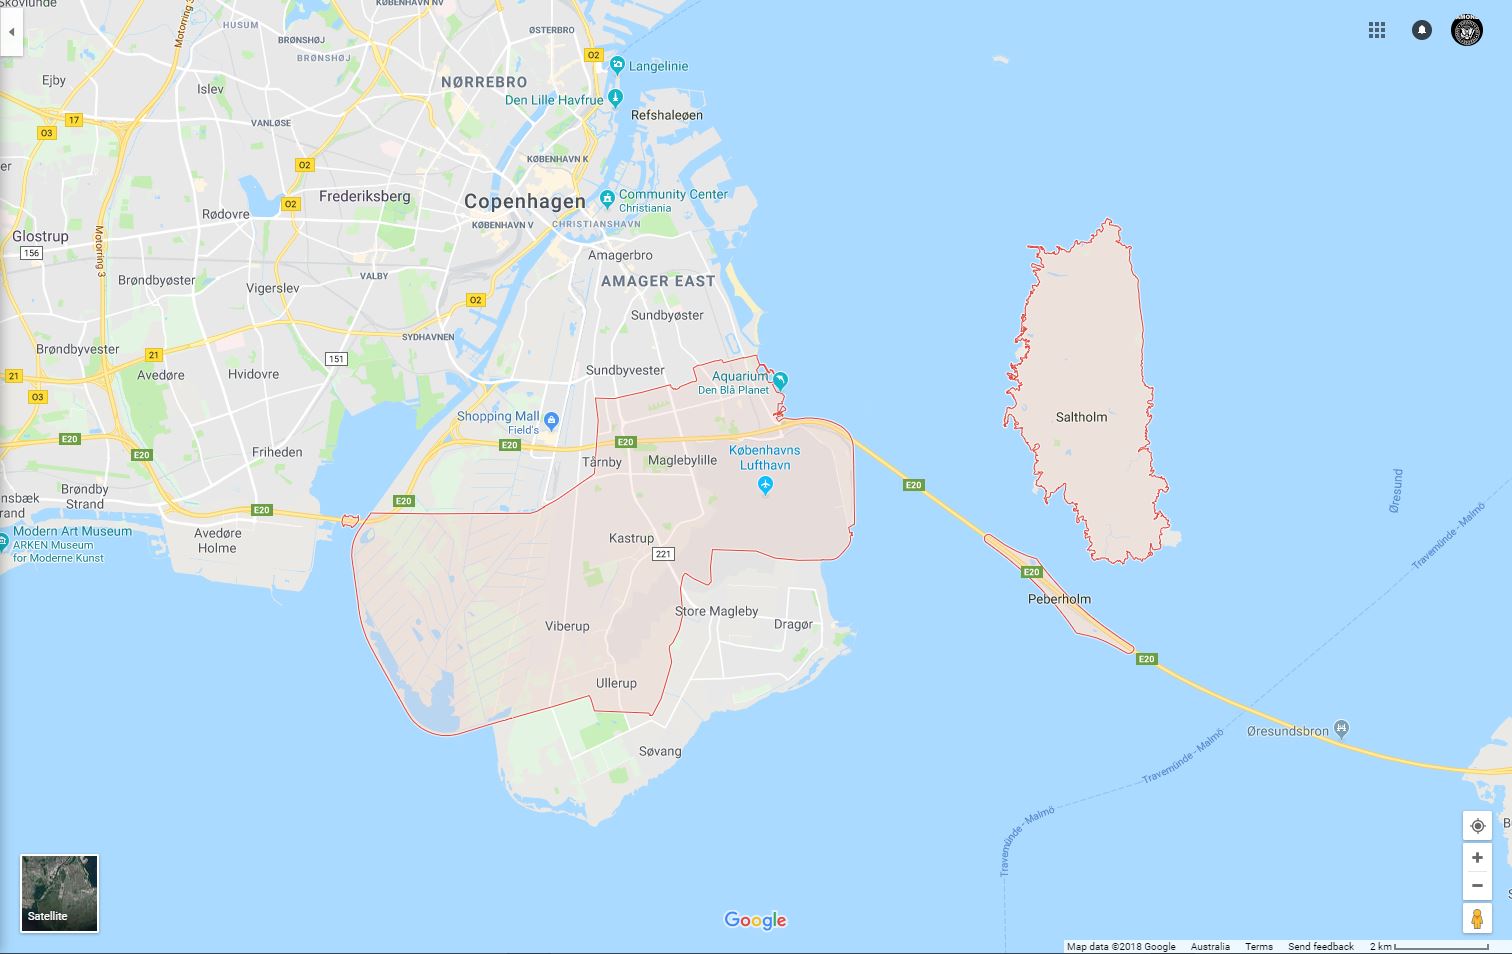 Skovlunde
KØBENHAVN NV
HUSUM
Motorring 3
BRØNSHØJ
BRØNSHØJ
ØSTERBRO
O2
Langelinie
Ejby
Islev
NØRREBRO
Den Lille Havfrue
Refshaleøen
17
O3
VANLØSE
O2
KØBENHAVN K
er
Frederiksberg
Copenhagen
Community Center
Christiania
O2
Rødovre
KØBENHAVN V
CHRISTIANSHAVN
Glostrup
156
Motorring 3
Amagerbro
VALBY
AMAGER EAST
Brøndbyøster
Vigerslev
O2
Sundbyøster
SYDHAVNEN
Brøndbyvester
21
151
Avedøre
Hvidovre
21
O3
Sundbyvester
Aquarium
Den Blå Planet
Shopping Mall
Field's
Saltholm
E20
E20
E20
E20
Friheden
Tårnby
Maglebylille
Københavns
Lufthavn
E20
Øresund
nsbæk
rand
Brøndby
Strand
E20
E20
Modern Art Museum
ARKEN Museum
for Moderne Kunst
Avedøre
Holme
Kastrup
221
Travemünde - Malmö
E20
Peberholm
Store Magleby
Dragør
Viberup
E20
Ullerup
Øresundsbron
Søvang
Travemünde - Malmö
Travemünde - Malmö
B
S
Satellite
Google
Map data ©2018 Google Australia Terms Send feedback 2 km